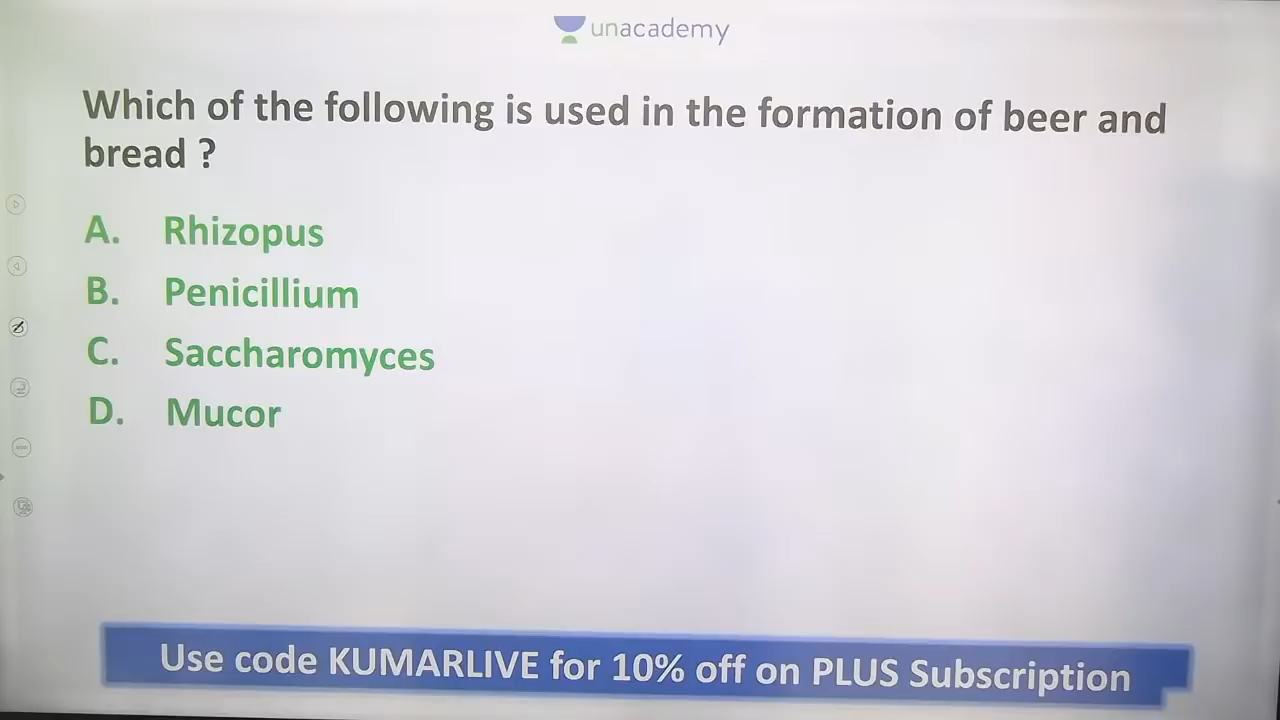 unacademy
Which of the following is used in the formation of beer and
bread ?
A. Rhizopus
B. Penicillium
C. Saccharomyces
D. Mucor
Use code KUMARLIVE for 10% off on PLUS Subscription